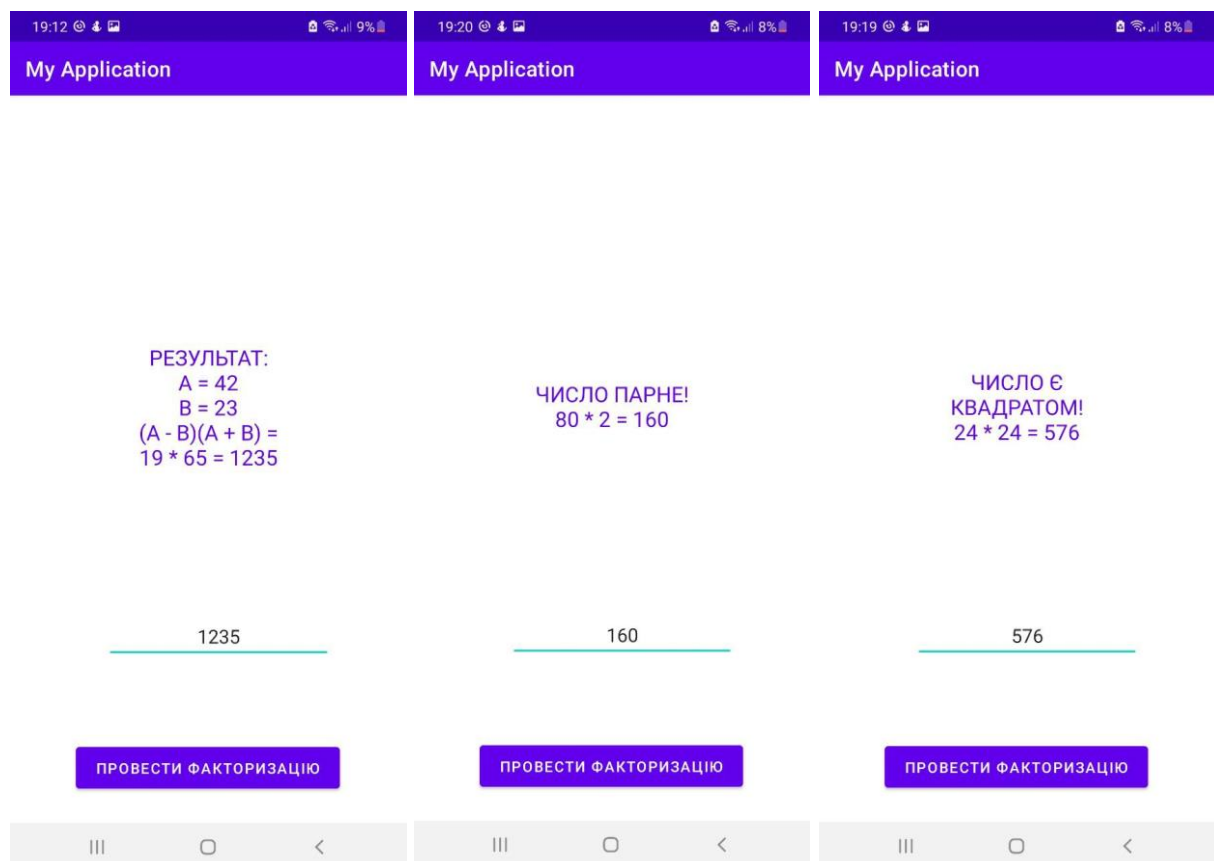 19:12 9%
My Application
РЕЗУЛЬТАТ:
A = 42
B = 23
(A - B)(A + B) =
19 * 65 = 1235
1235
ПРОВЕСТИ ФАКТОРИЗАЦІЮ
19:20 8%
My Application
ЧИСЛО ПАРНЕ!
80 * 2 = 160
160
ПРОВЕСТИ ФАКТОРИЗАЦІЮ
19:19 8%
My Application
ЧИСЛО Є
КВАДРАТОМ!
24 * 24 = 576
576
ПРОВЕСТИ ФАКТОРИЗАЦІЮ